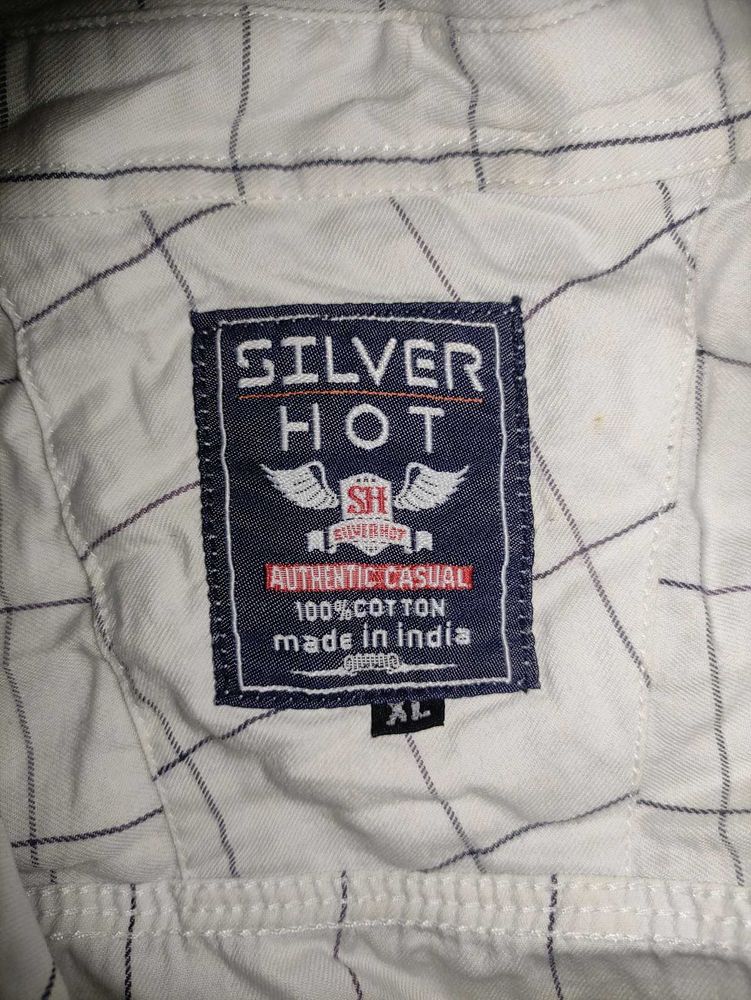 SILVER
HOT
SH
SILVERHOT
AUTHENTIC CASUAL
100% COTTON
made in india
XL